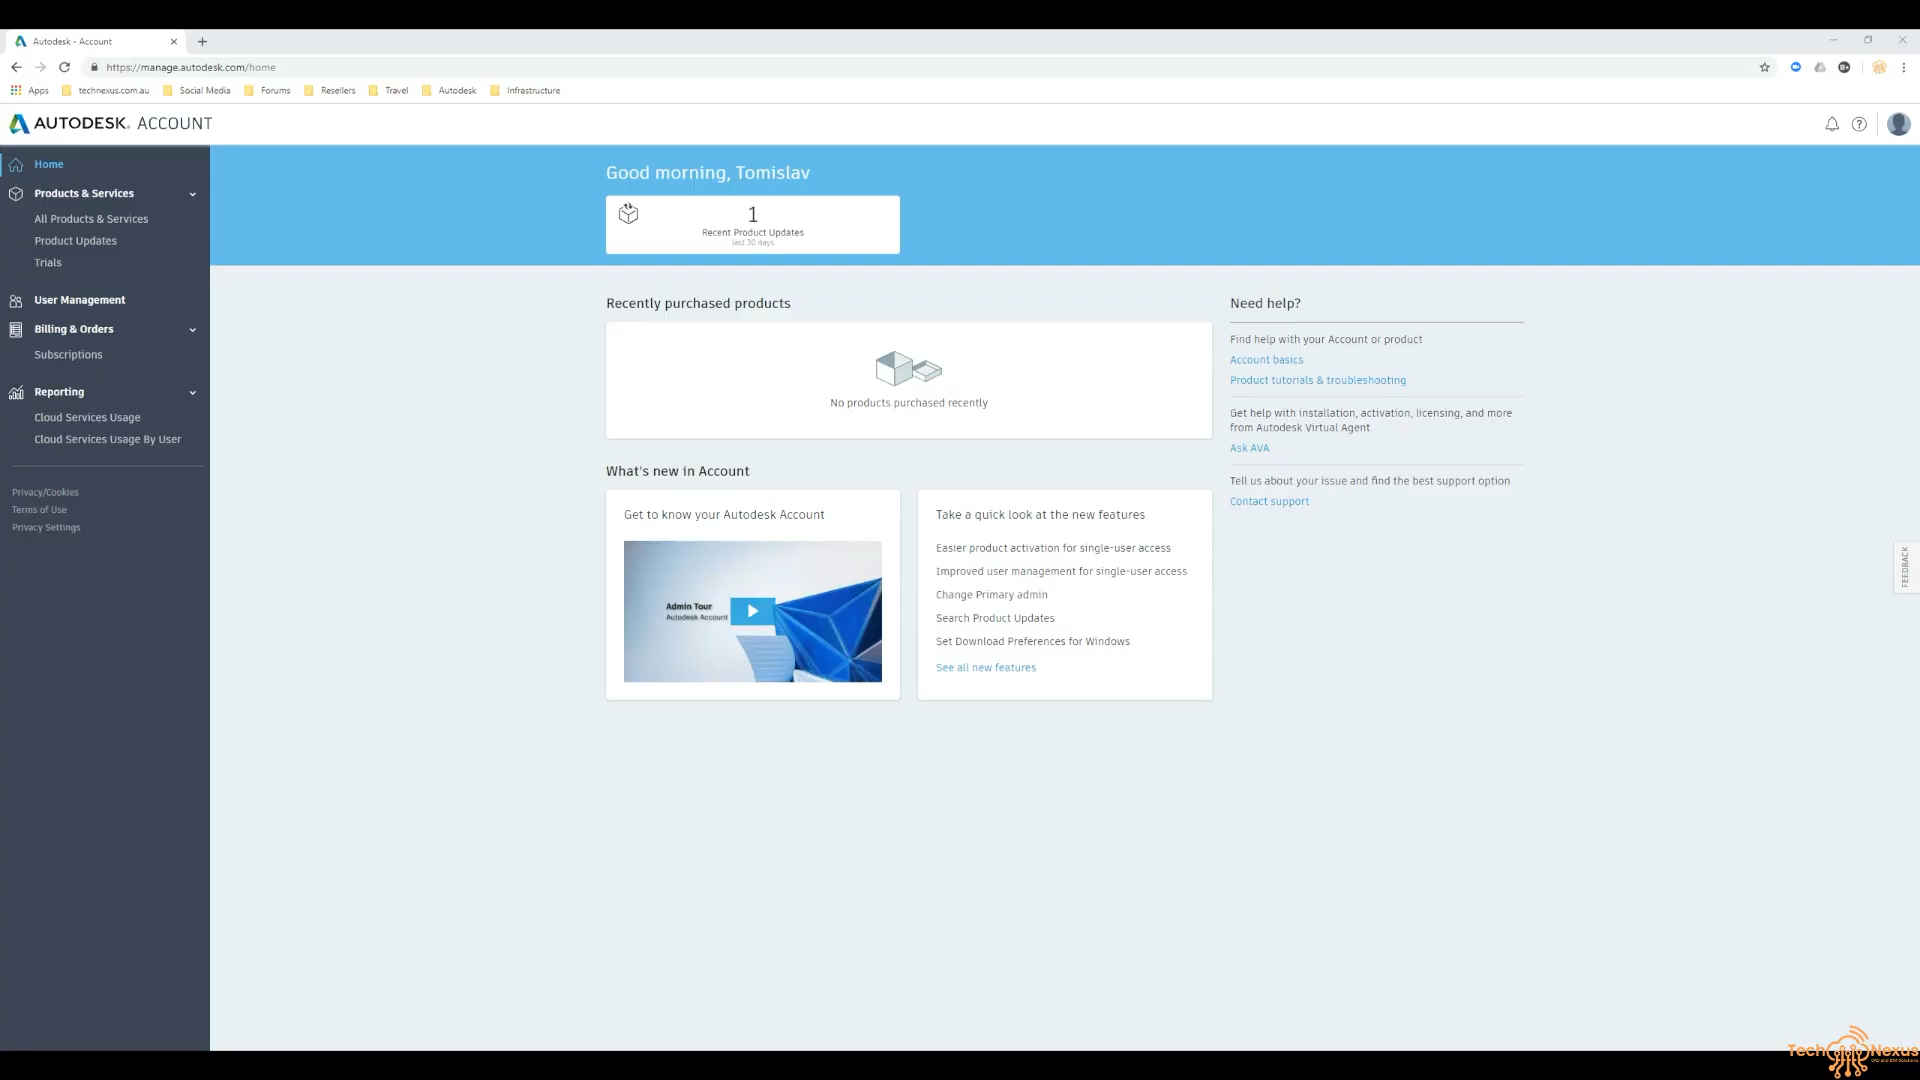 Autodesk - Account
https://manage.autodesk.com/home
Apps
technexus.com.au
Social Media
Forums
Resellers
Travel
Autodesk
Infrastructure
AUTODESK. ACCOUNT
Home
Products & Services
All Products & Services
Product Updates
Trials
User Management
Billing & Orders
Subscriptions
Reporting
Cloud Services Usage
Cloud Services Usage By User
Privacy/Cookies
Terms of Use
Privacy Settings
Good morning, Tomislav
1
Recent Product Updates
last 30 days
Recently purchased products
No products purchased recently
What's new in Account
Get to know your Autodesk Account
Admin Tour
Autodesk Account
Take a quick look at the new features
Easier product activation for single-user access
Improved user management for single-user access
Change Primary admin
Search Product Updates
Set Download Preferences for Windows
See all new features
Need help?
Find help with your Account or product
Account basics
Product tutorials & troubleshooting
Get help with installation, activation, licensing, and more
from Autodesk Virtual Agent
Ask AVA
Tell us about your issue and find the best support option
Contact support
FEEDBACK
Tech Nexus